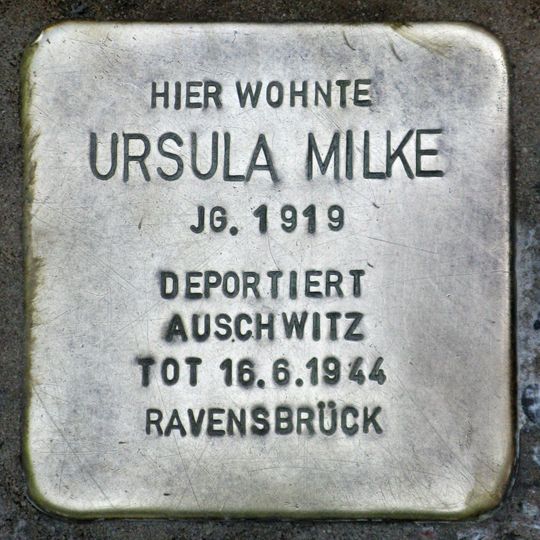 HIER WOHNTE
URSULA MILKE
JG. 1919
DEPORTIERT
AUSCHWITZ
TOT 16.6.1944
RAVENSBRÜCK